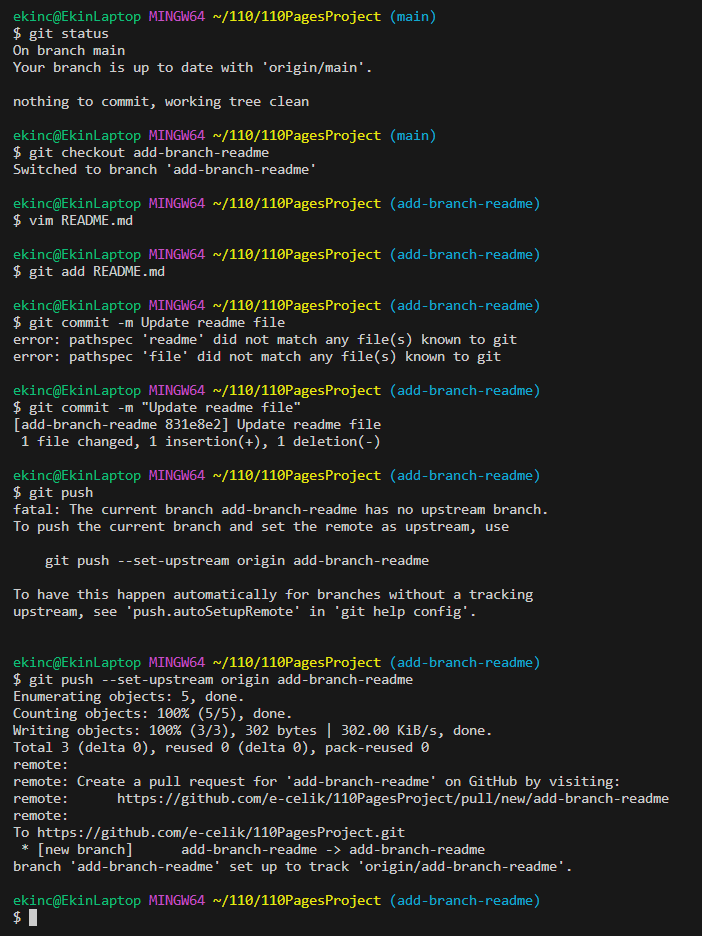 ekinc@EkinLaptop MINGW64 ~/110/110PagesProject (main)
$ git status
On branch main
Your branch is up to date with 'origin/main'.
nothing to commit, working tree clean
ekinc@EkinLaptop MINGW64 ~/110/110PagesProject (main)
$ git checkout add-branch-readme
Switched to branch 'add-branch-readme'
ekinc@EkinLaptop MINGW64 ~/110/110PagesProject (add-branch-readme)
$ vim README.md
ekinc@EkinLaptop MINGW64 ~/110/110PagesProject (add-branch-readme)
$ git add README.md
ekinc@EkinLaptop MINGW64 ~/110/110PagesProject (add-branch-readme)
$ git commit -m Update readme file
error: pathspec 'readme' did not match any file(s) known to git
error: pathspec 'file' did not match any file(s) known to git
ekinc@EkinLaptop MINGW64 ~/110/110PagesProject (add-branch-readme)
$ git commit -m "Update readme file"
[add-branch-readme 831e8e2] Update readme file
 1 file changed, 1 insertion(+), 1 deletion(-)
ekinc@EkinLaptop MINGW64 ~/110/110PagesProject (add-branch-readme)
$ git push
fatal: The current branch add-branch-readme has no upstream branch.
To push the current branch and set the remote as upstream, use
    git push --set-upstream origin add-branch-readme
To have this happen automatically for branches without a tracking
upstream, see 'push.autoSetupRemote' in 'git help config'.
ekinc@EkinLaptop MINGW64 ~/110/110PagesProject (add-branch-readme)
$ git push --set-upstream origin add-branch-readme
Enumerating objects: 5, done.
Counting objects: 100% (5/5), done.
Writing objects: 100% (3/3), 302 bytes | 302.00 KiB/s, done.
Total 3 (delta 0), reused 0 (delta 0), pack-reused 0
remote:
remote: Create a pull request for 'add-branch-readme' on GitHub by visiting:
remote:      https://github.com/e-celik/110PagesProject/pull/new/add-branch-readme
remote:
To https://github.com/e-celik/110PagesProject.git
 * [new branch]      add-branch-readme -> add-branch-readme
branch 'add-branch-readme' set up to track 'origin/add-branch-readme'.
ekinc@EkinLaptop MINGW64 ~/110/110PagesProject (add-branch-readme)
$